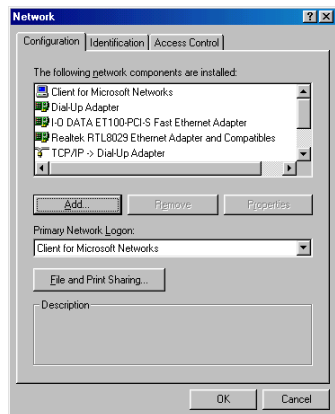 Network
Configuration Identification Access Control
The following network components are installed:
Client for Microsoft Networks
Dial-Up Adapter
I-O DATA ET100-PCI-S Fast Ethernet Adapter
Realtek RTL8029 Ethernet Adapter and Compatibles
TCP/IP -> Dial-Up Adapter
Add... Remove Properties
Primary Network Logon:
Client for Microsoft Networks
File and Print Sharing...
Description
OK Cancel